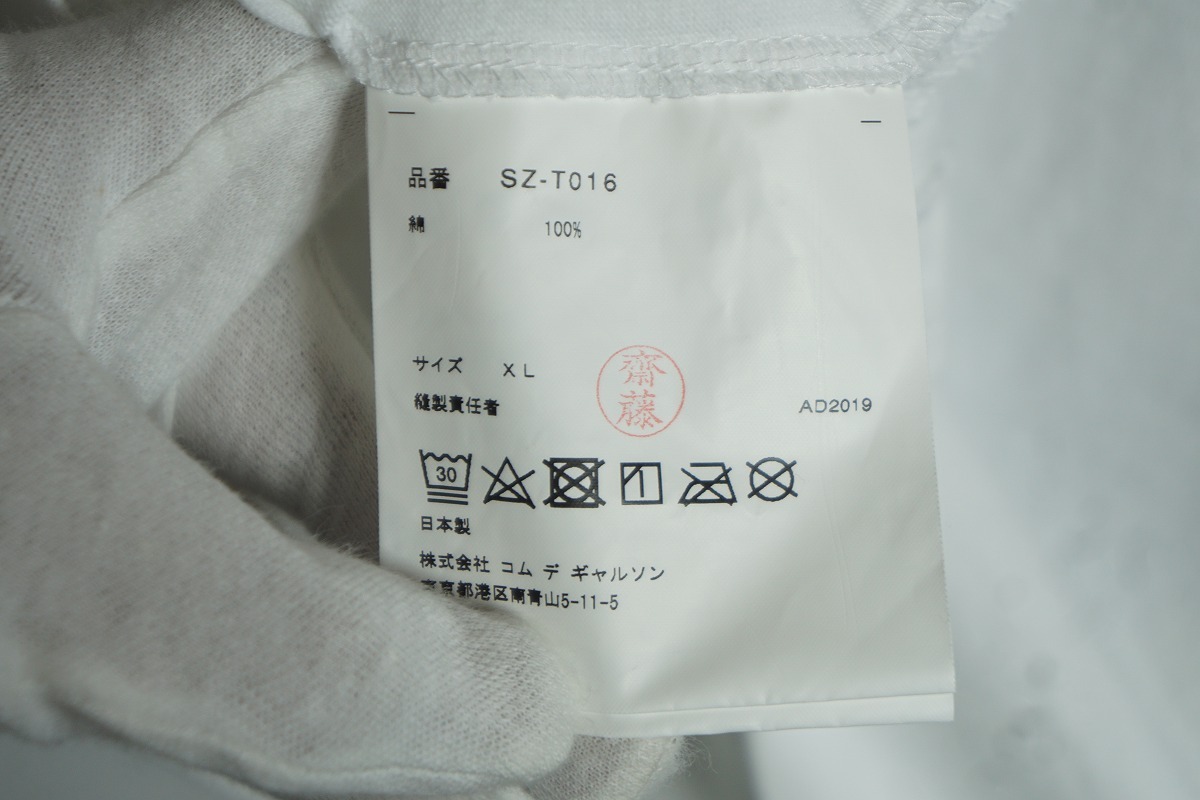 品番 SZ-T016
綿 100%
サイズ XL
縫製責任者 齋藤 AD2019
30
日本製
株式会社 コム デ ギャルソン
東京都港区南青山5-11-5